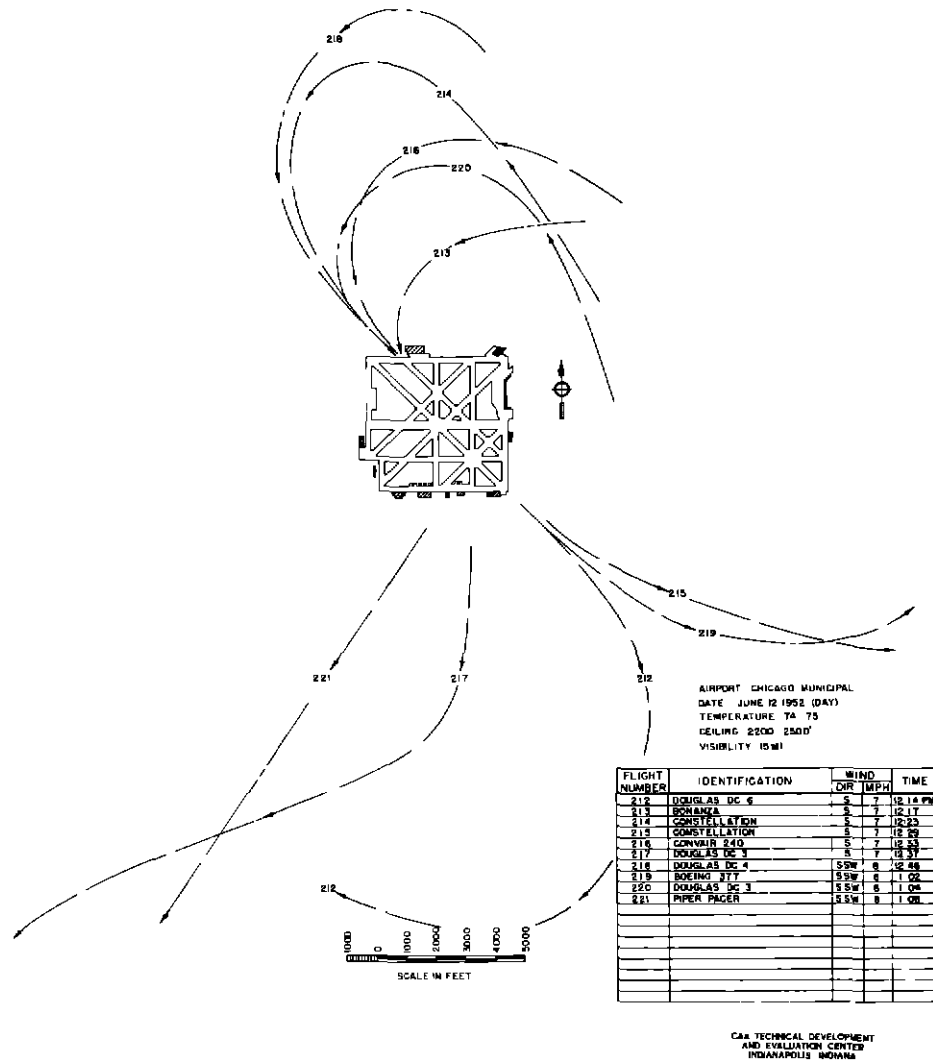 218
214
216
220
213
215
219
221
217
212
AIRPORT CHICAGO MUNICIPAL
DATE JUNE 12 1952 (DAY)
TEMPERATURE 74 75
CEILING 2200 2500'
VISIBILITY 15 MI
FLIGHT NUMBER IDENTIFICATION WIND DIR MPH TIME
212 DOUGLAS DC 6 S 7 12 14 PM
213 BONANZA S 7 12 17
214 CONSTELLATION S 7 12 23
215 CONSTELLATION S 7 12 29
216 CONVAIR 240 S 7 12 33
217 DOUGLAS DC 3 S 7 12 37
218 DOUGLAS DC 4 SSW 12 46
219 BOEING 377 SSW 1 02
220 DOUGLAS DC 3 SSW 1 04
221 PIPER PACER SSW 1 08
212
1000 0 1000 2000 3000 4000 5000
SCALE IN FEET
CAA TECHNICAL DEVELOPMENT
AND EVALUATION CENTER
INDIANAPOLIS INDIANA